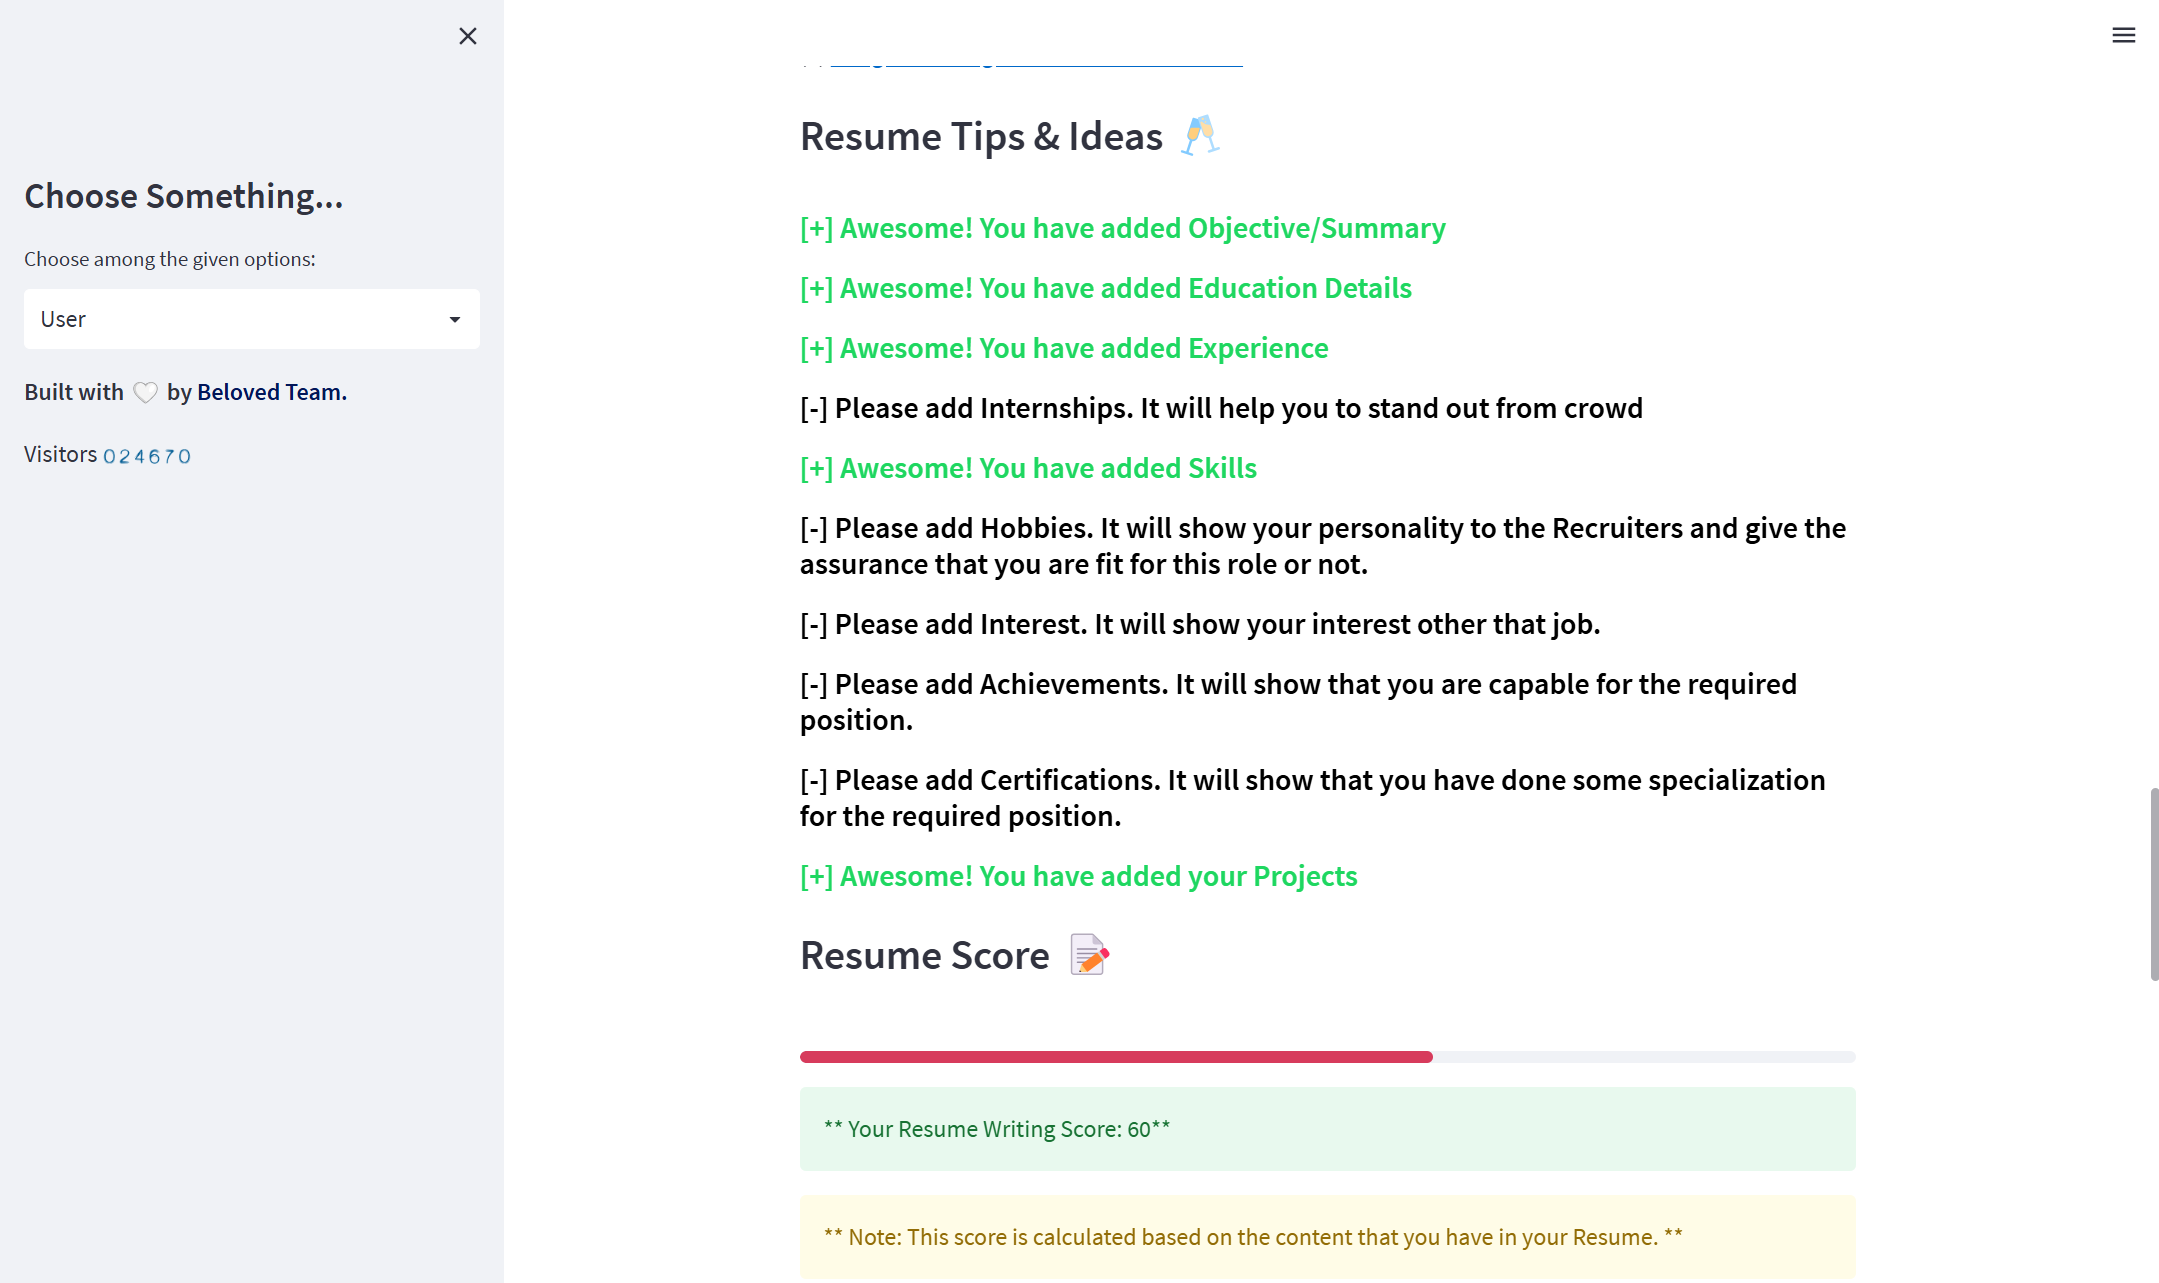 Choose Something...
Choose among the given options:
User
Built with 🤍 by Beloved Team.
Visitors 024670
Resume Tips & Ideas 🥂
[+] Awesome! You have added Objective/Summary
[+] Awesome! You have added Education Details
[+] Awesome! You have added Experience
[-] Please add Internships. It will help you to stand out from crowd
[+] Awesome! You have added Skills
[-] Please add Hobbies. It will show your personality to the Recruiters and give the
assurance that you are fit for this role or not.
[-] Please add Interest. It will show your interest other that job.
[-] Please add Achievements. It will show that you are capable for the required
position.
[-] Please add Certifications. It will show that you have done some specialization
for the required position.
[+] Awesome! You have added your Projects
Resume Score 📝
** Your Resume Writing Score: 60**
** Note: This score is calculated based on the content that you have in your Resume. **